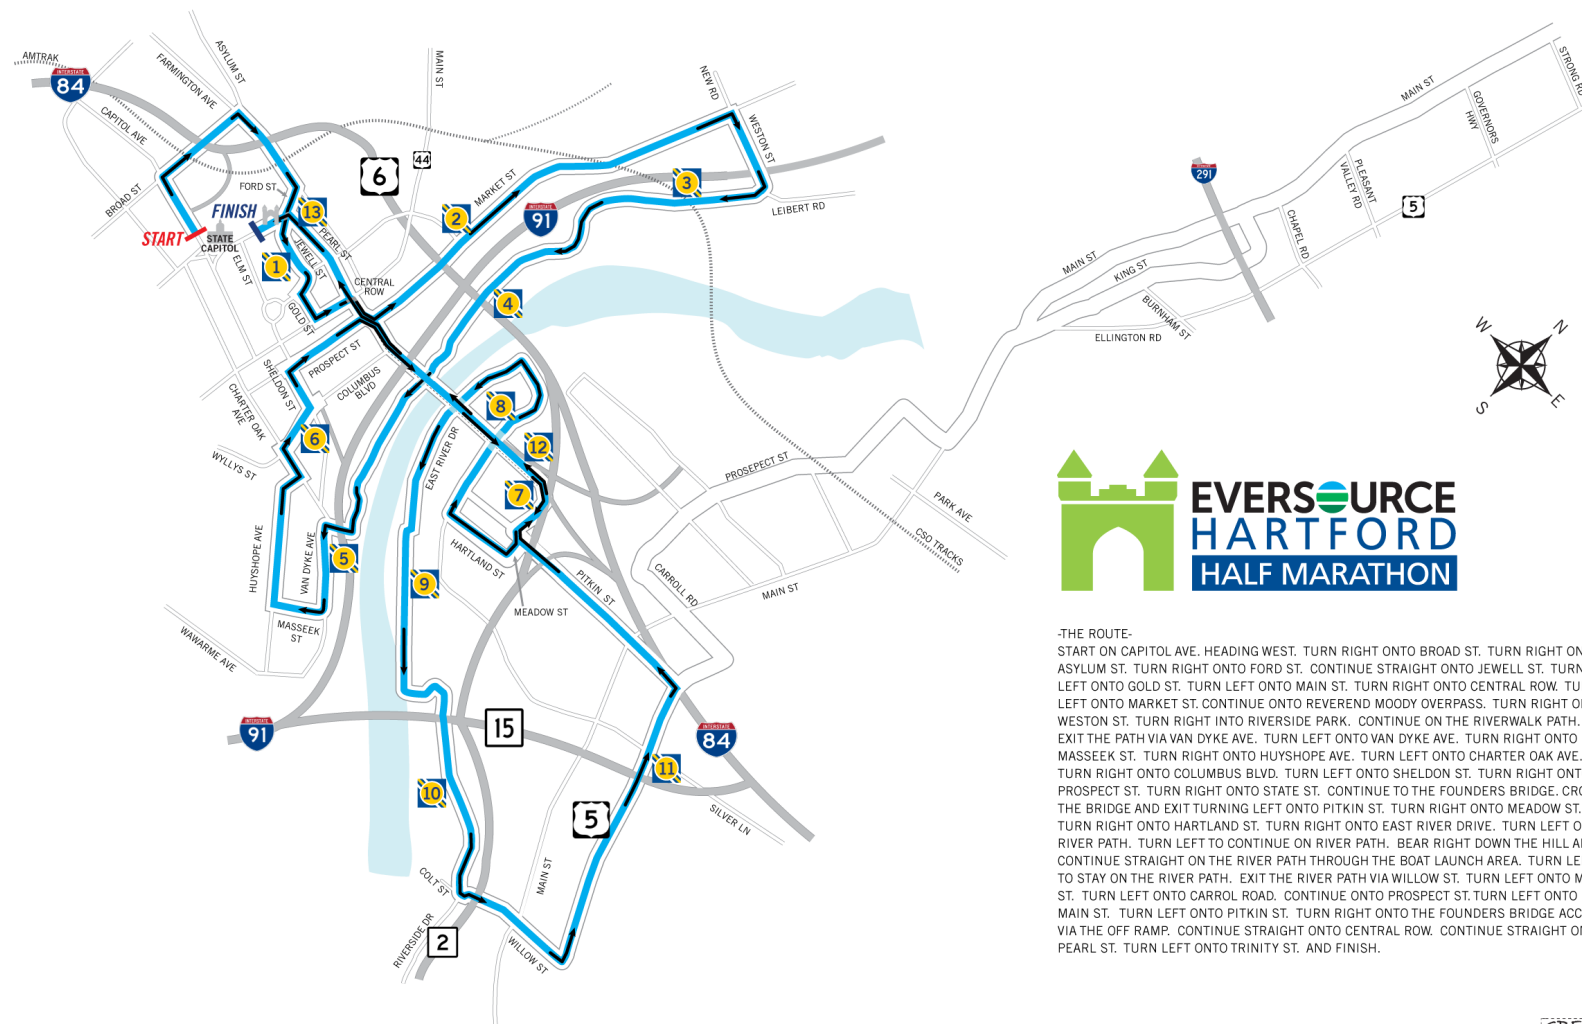 AMTRAK
INTERSTATE
84
FARMINGTON AVE
ASYLUM ST
MAIN ST
NEW RD
CAPITOL AVE
WESTON ST
44
6
BROAD ST
FORD ST
MARKET ST
3
2
INTERSTATE
91
LEIBERT RD
FINISH
13
START
STATE
CAPITOL
PEARL ST
JEWELL ST
1
ELM ST
CENTRAL
ROW
GOLD ST
4
PROSPECT ST
SHELDON ST
COLUMBUS
BLVD
CHARTER OAK
AVE
8
6
WYLLYS ST
EAST RIVER DR
12
7
HUYSHOPE AVE
VAN DYKE AVE
5
HARTLAND ST
9
PITKIN ST
MEADOW ST
MASSEEK
ST
WAWARME AVE
CARROLL RD
MAIN ST
PROSEPECT ST
PARK AVE
CSO TRACKS
INTERSTATE
91
15
INTERSTATE
84
11
10
5
SILVER LN
COLT ST
MAIN ST
RIVERSIDE DR
2
WILLOW ST
STRONG RD
MAIN ST
GOVERNORS
HWY
PLEASANT
VALLEY RD
291
5
CHAPEL RD
MAIN ST
KING ST
BURNHAM ST
ELLINGTON RD
W
N
S
E
EVERSOURCE
HARTFORD
HALF MARATHON
-THE ROUTE-
START ON CAPITOL AVE. HEADING WEST. TURN RIGHT ONTO BROAD ST. TURN RIGHT ON
ASYLUM ST. TURN RIGHT ONTO FORD ST. CONTINUE STRAIGHT ONTO JEWELL ST. TURN
LEFT ONTO GOLD ST. TURN LEFT ONTO MAIN ST. TURN RIGHT ONTO CENTRAL ROW. TU
LEFT ONTO MARKET ST. CONTINUE ONTO REVEREND MOODY OVERPASS. TURN RIGHT O
WESTON ST. TURN RIGHT INTO RIVERSIDE PARK. CONTINUE ON THE RIVERWALK PATH.
EXIT THE PATH VIA VAN DYKE AVE. TURN LEFT ONTO VAN DYKE AVE. TURN RIGHT ONTO
MASSEEK ST. TURN RIGHT ONTO HUYSHOPE AVE. TURN LEFT ONTO CHARTER OAK AVE.
TURN RIGHT ONTO COLUMBUS BLVD. TURN LEFT ONTO SHELDON ST. TURN RIGHT ONT
PROSPECT ST. TURN RIGHT ONTO STATE ST. CONTINUE TO THE FOUNDERS BRIDGE. CRO
THE BRIDGE AND EXIT TURNING LEFT ONTO PITKIN ST. TURN RIGHT ONTO MEADOW ST.
TURN RIGHT ONTO HARTLAND ST. TURN RIGHT ONTO EAST RIVER DRIVE. TURN LEFT O
RIVER PATH. TURN LEFT TO CONTINUE ON RIVER PATH. BEAR RIGHT DOWN THE HILL A
CONTINUE STRAIGHT ON THE RIVER PATH THROUGH THE BOAT LAUNCH AREA. TURN LE
TO STAY ON THE RIVER PATH. EXIT THE RIVER PATH VIA WILLOW ST. TURN LEFT ONTO M
ST. TURN LEFT ONTO CARROL ROAD. CONTINUE ONTO PROSPECT ST. TURN LEFT ONTO
MAIN ST. TURN LEFT ONTO PITKIN ST. TURN RIGHT ONTO THE FOUNDERS BRIDGE ACC
VIA THE OFF RAMP. CONTINUE STRAIGHT ONTO CENTRAL ROW. CONTINUE STRAIGHT O
PEARL ST. TURN LEFT ONTO TRINITY ST. AND FINISH.